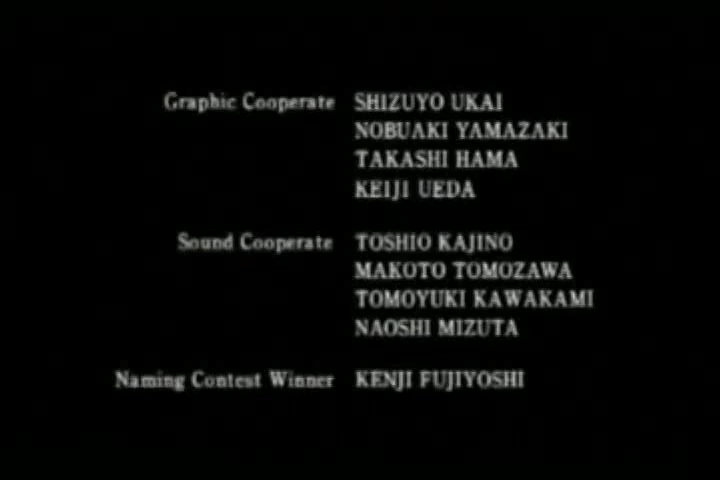 Graphic Cooperate SHIZUYO UKAI
NOBUAKI YAMAZAKI
TAKASHI HAMA
KEIJI UEDA
Sound Cooperate TOSHIO KAJINO
MAKOTO TOMOZAWA
TOMOYUKI KAWAKAMI
NAOSHI MIZUTA
Naming Contest Winner KENJI FUJIYOSHI